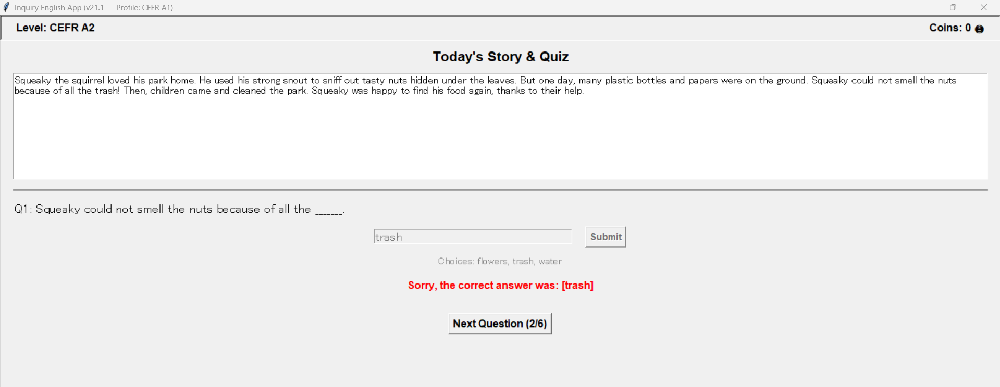 Inquiry English App (v21.1 — Profile: CEFR A1)
Level: CEFR A2
Coins: 0
Today's Story & Quiz
Squeaky the squirrel loved his park home. He used his strong snout to sniff out tasty nuts hidden under the leaves. But one day, many plastic bottles and papers were on the ground. Squeaky could not smell the nuts
because of all the trash! Then, children came and cleaned the park. Squeaky was happy to find his food again, thanks to their help.
Q1: Squeaky could not smell the nuts because of all the _______.
trash
Submit
Choices: flowers, trash, water
Sorry, the correct answer was: [trash]
Next Question (2/6)